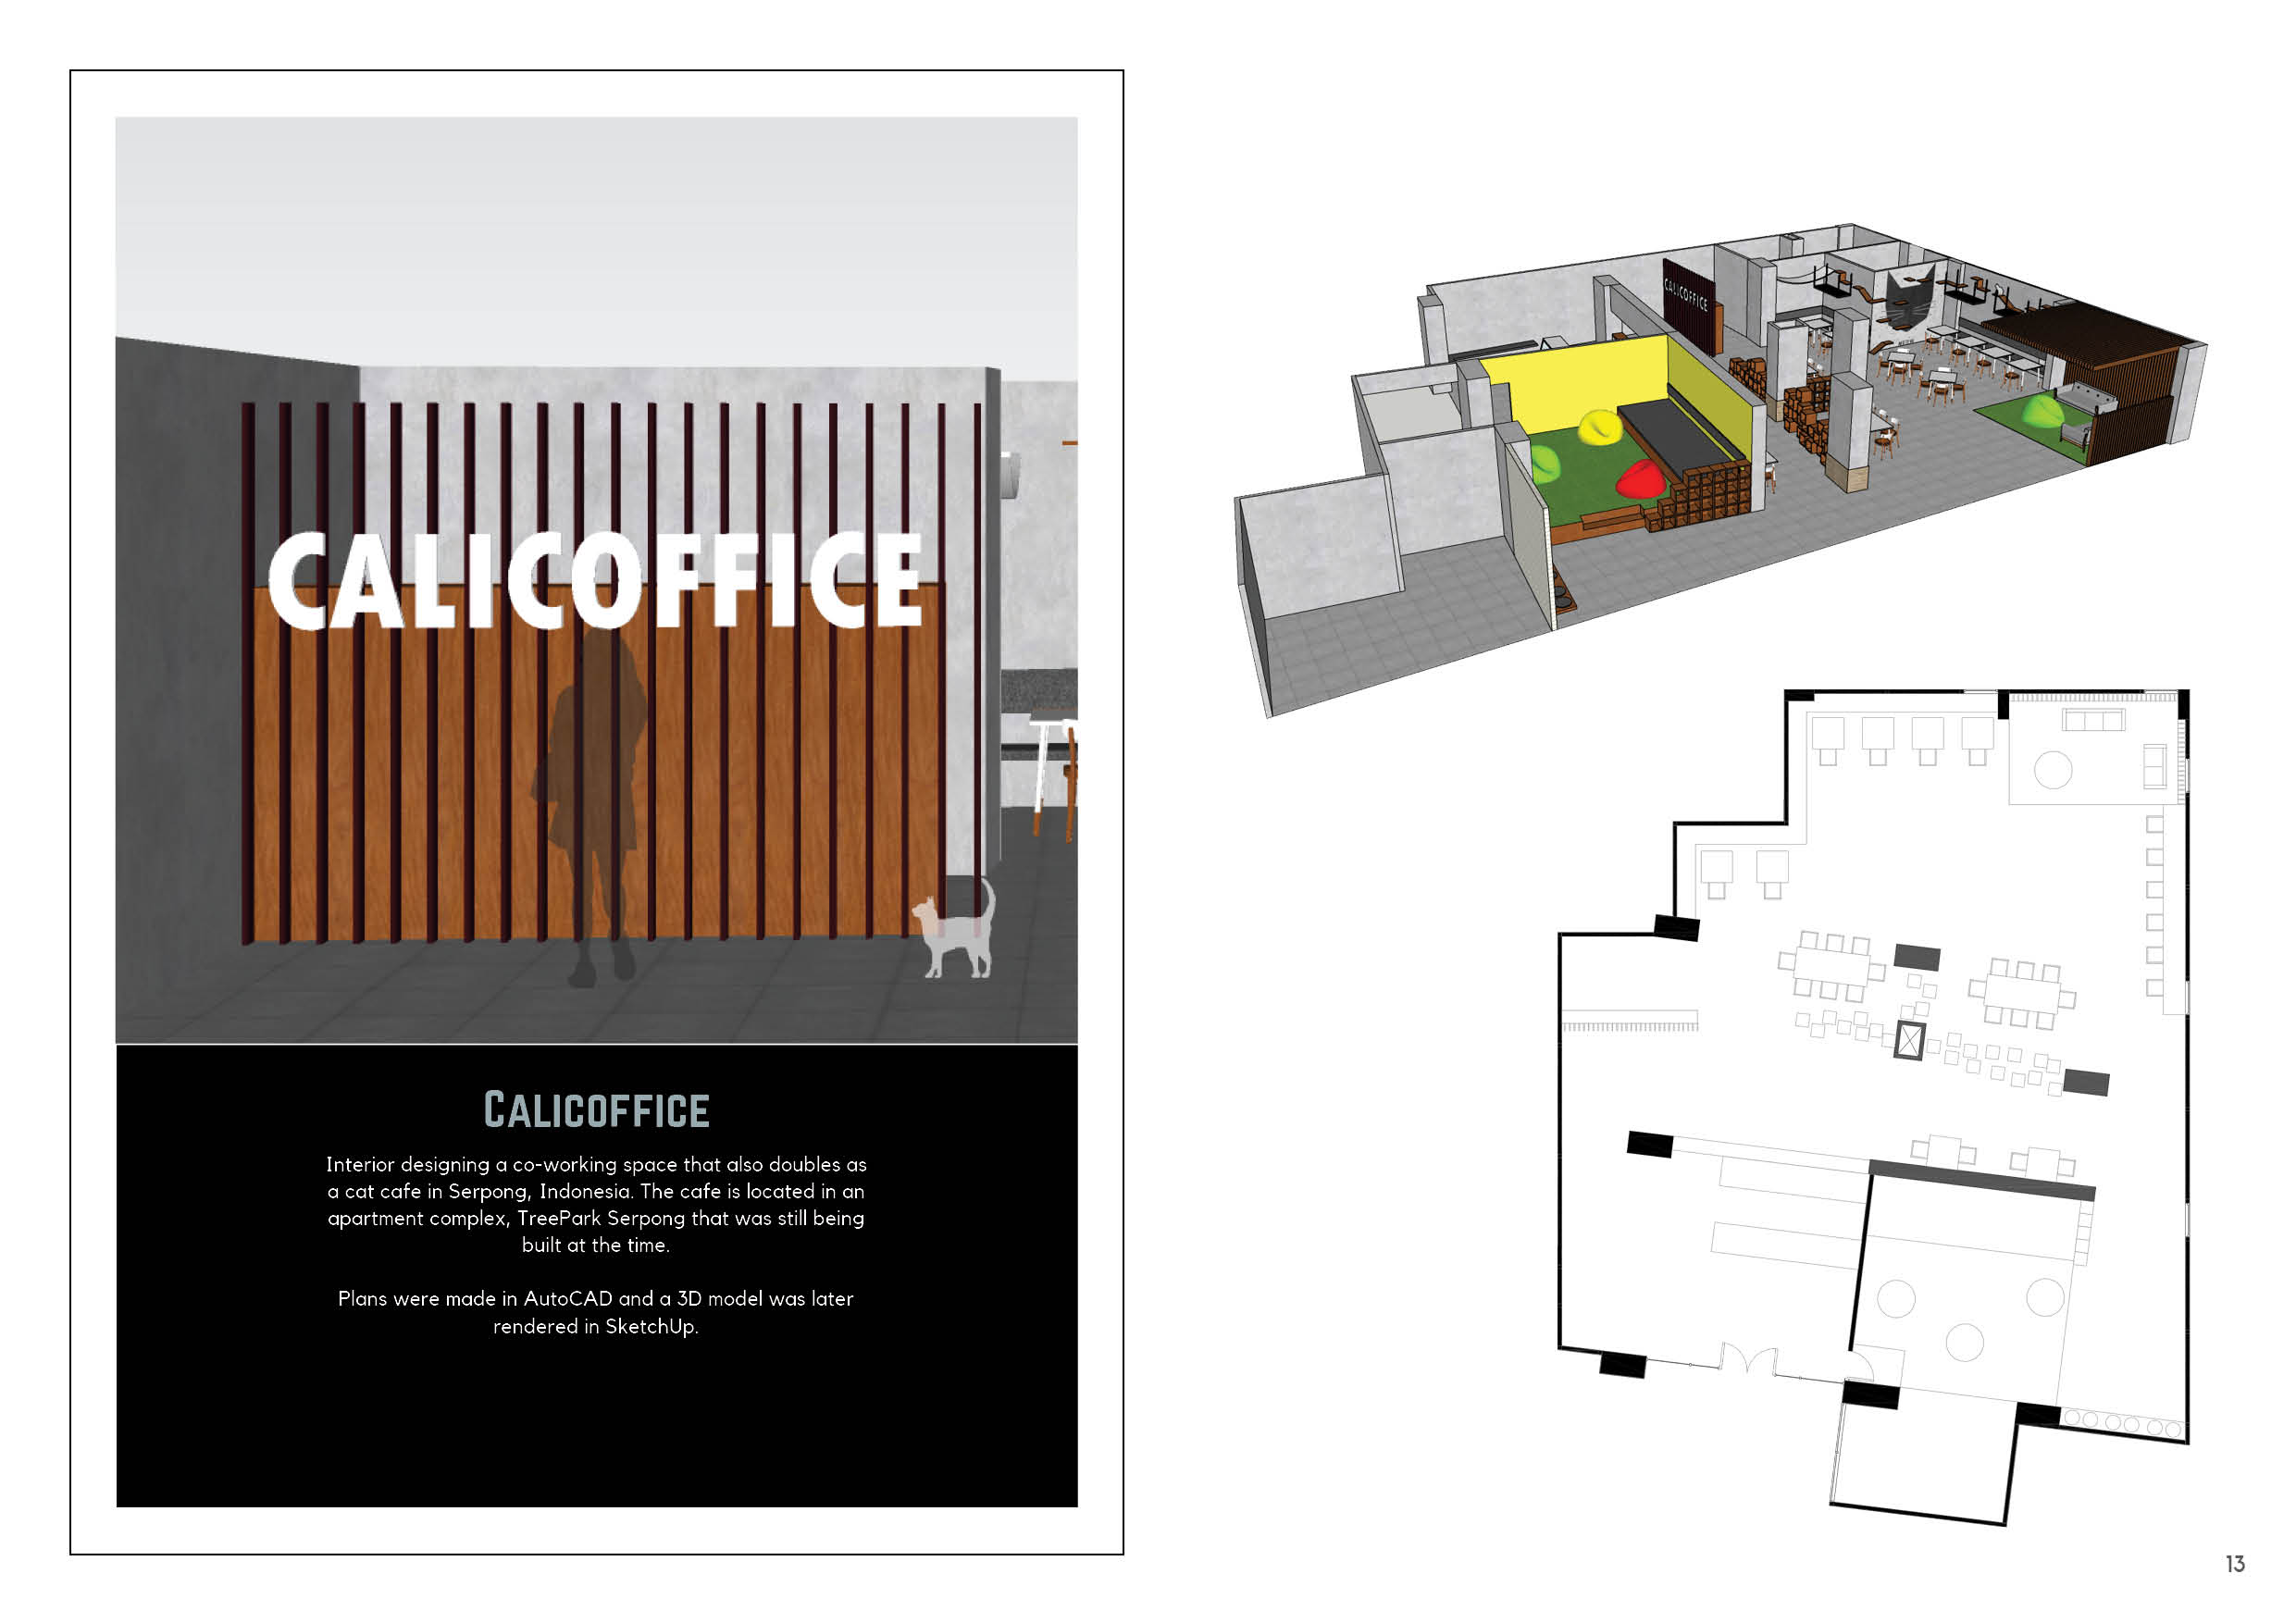 CALICOFFICE
CALICOFFICE
Interior designing a co-working space that also doubles as
a cat cafe in Serpong, Indonesia. The cafe is located in an
apartment complex, TreePark Serpong that was still being
built at the time.
Plans were made in AutoCAD and a 3D model was later
rendered in SketchUp.
CALICOFFICE
13